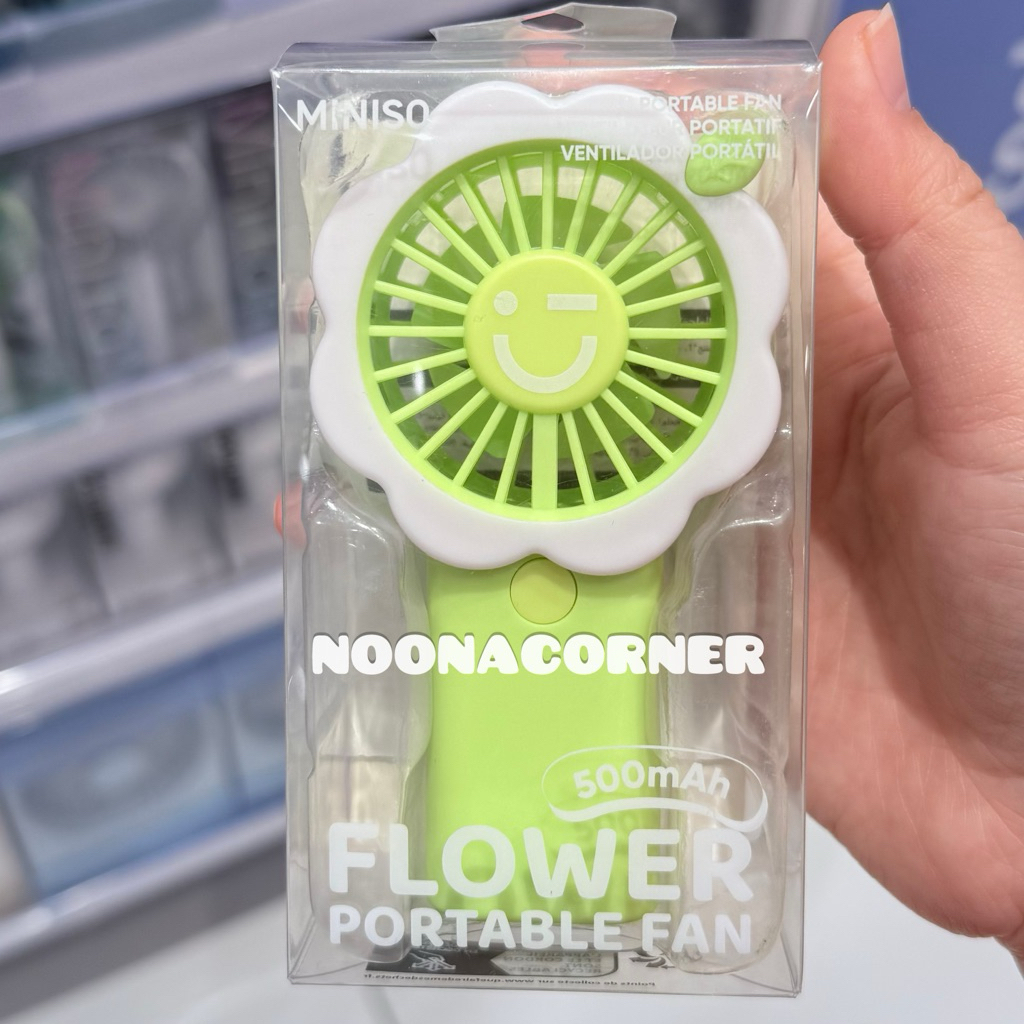 MINISO
PORTABLE FAN
PORTATIF
VENTILADOR PORTÁTIL
NOONACORNER
500mAh
FLOWER
PORTABLE FAN